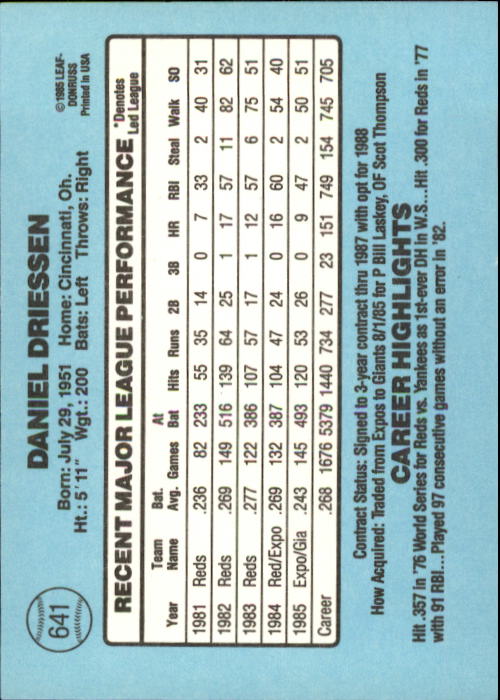 641
DANIEL DRIESSEN
Born: July 29, 1951 Home: Cincinnati, Oh.
Ht.: 5'11" Wgt.: 200 Bats: Left Throws: Right
©1985 LEAF-
DONRUSS
Printed in USA
RECENT MAJOR LEAGUE PERFORMANCE
*Denotes
Led League
Year Team Name Bat. Avg. Games At Bat Hits Runs 2B 3B HR RBI Steal Walk SO
1981 Reds .236 82 233 55 35 14 0 7 33 2 40 31
1982 Reds .269 149 516 139 64 25 1 17 57 11 82 62
1983 Reds .277 122 386 107 57 17 1 12 57 6 75 51
1984 Red/Expo .269 132 387 104 47 24 0 16 60 2 54 40
1985 Expo/Gia .243 145 493 120 53 26 0 9 47 2 50 51
Career .268 1676 5379 1440 734 277 23 151 749 154 745 705
Contract Status: Signed to 3-year contract thru 1987 with opt for 1988
How Acquired: Traded from Expos to Giants 8/1/85 for P Bill Laskey, OF Scot Thompson
CAREER HIGHLIGHTS
Hit .357 in '76 World Series for Reds vs. Yankees as 1st-ever DH in W.S...Hit .300 for Reds in '77
with 91 RBI...Played 97 consecutive games without an error in '82.